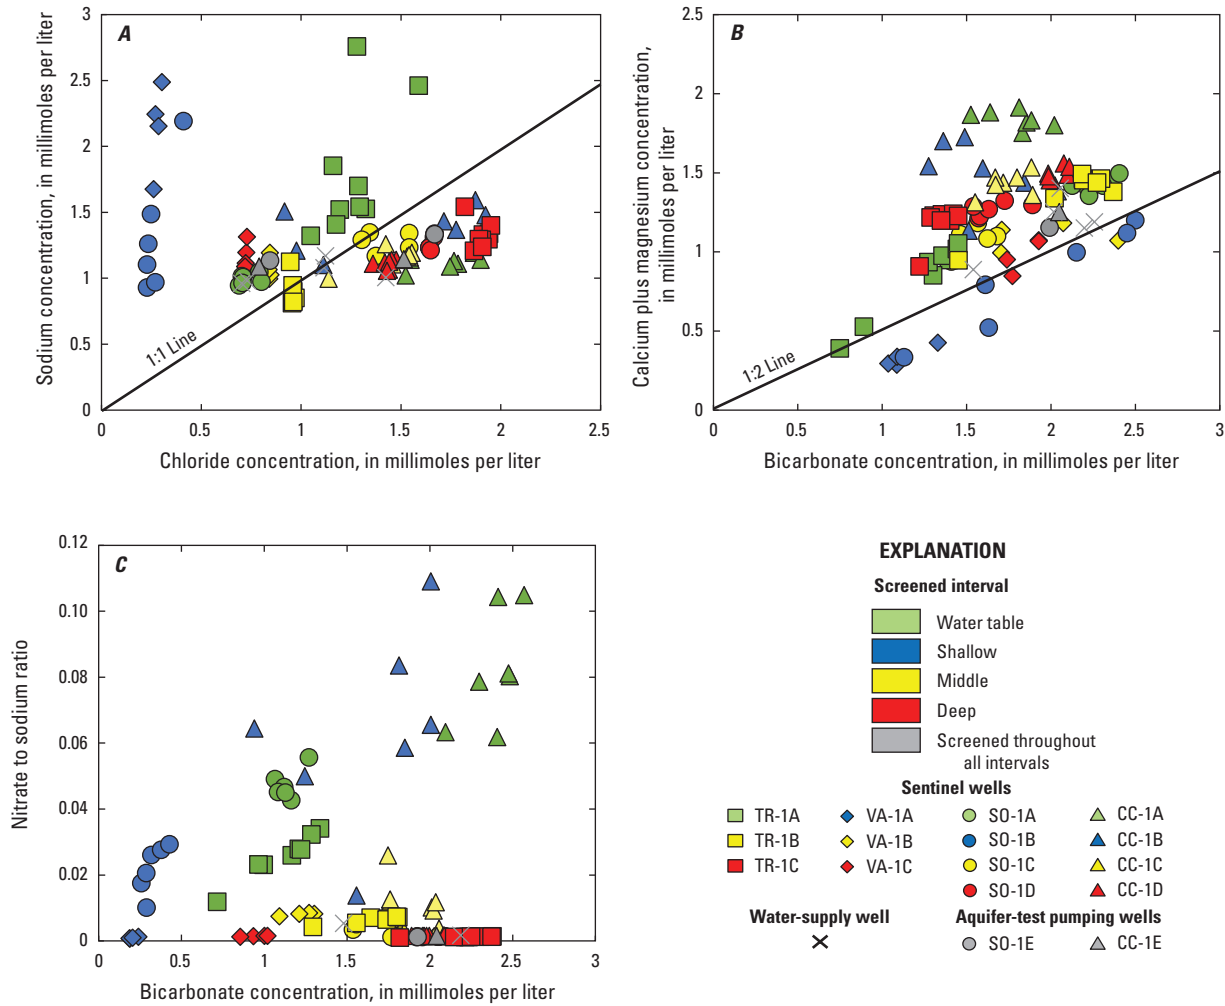 A
Sodium concentration, in millimoles per liter
3
2.5
2
1.5
1
0.5
0
1:1 Line
0
0.5
1
1.5
2
2.5
Chloride concentration, in millimoles per liter
B
Calcium plus magnesium concentration,
in millimoles per liter
2.5
2
1.5
1
0.5
0
1:2 Line
0
0.5
1
1.5
2
2.5
3
Bicarbonate concentration, in millimoles per liter
C
Nitrate to sodium ratio
0.12
0.10
0.08
0.06
0.04
0.02
0
0
0.5
1
1.5
2
2.5
3
Bicarbonate concentration, in millimoles per liter
EXPLANATION
Screened interval
Water table
Shallow
Middle
Deep
Screened throughout
all intervals
Sentinel wells
TR-1A VA-1A SO-1A CC-1A
TR-1B VA-1B SO-1B CC-1B
TR-1C VA-1C SO-1C CC-1C
SO-1D CC-1D
Water-supply well Aquifer-test pumping wells
SO-1E CC-1E